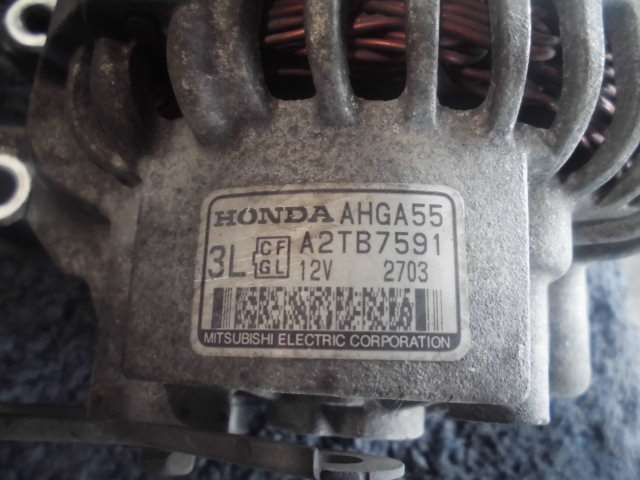 HONDA AHGA55
3L CF GL A2TB7591
12V 2703
MITSUBISHI ELECTRIC CORPORATION